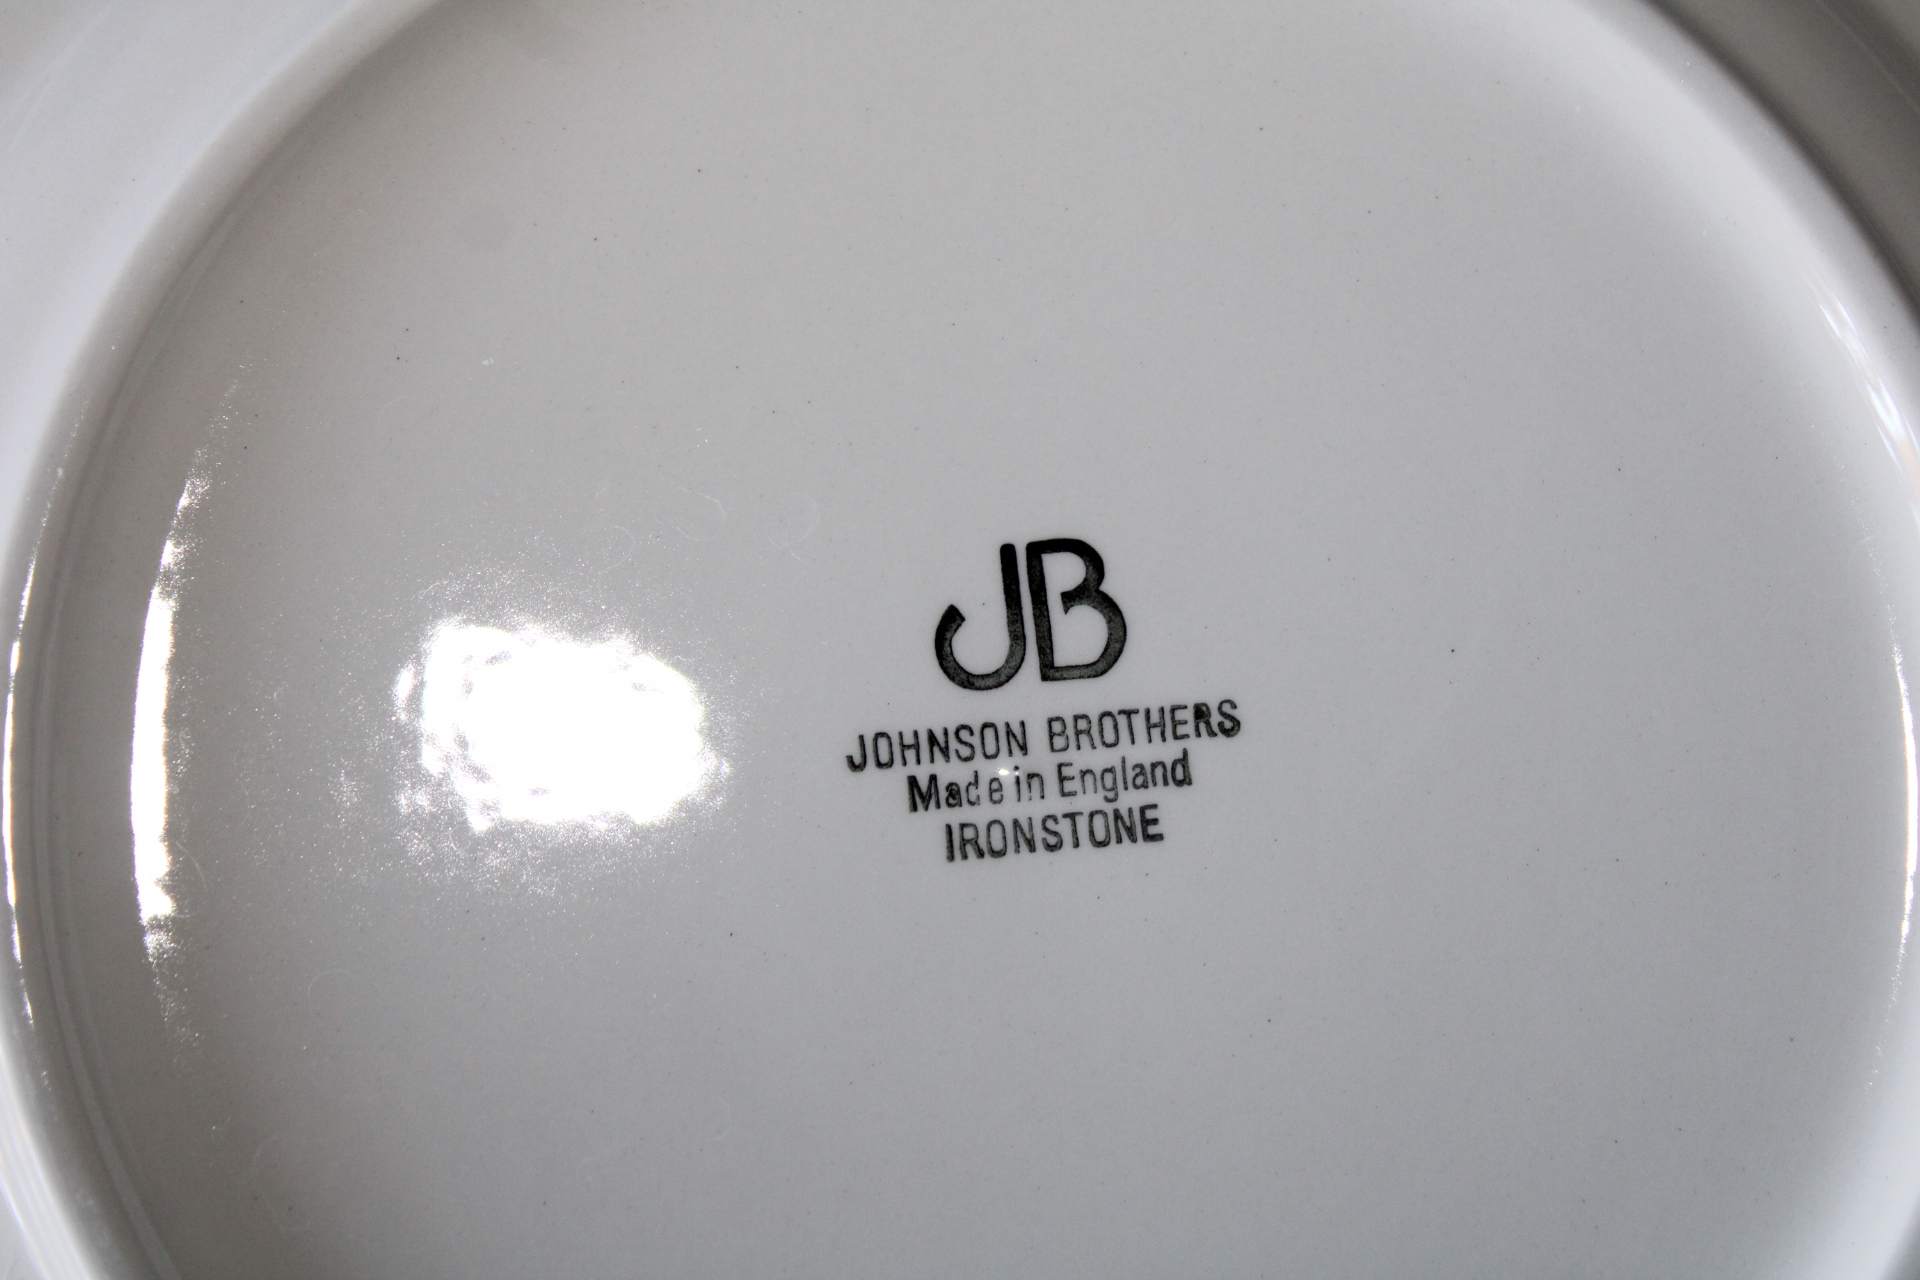 JB
JOHNSON BROTHERS
Made in England
IRONSTONE